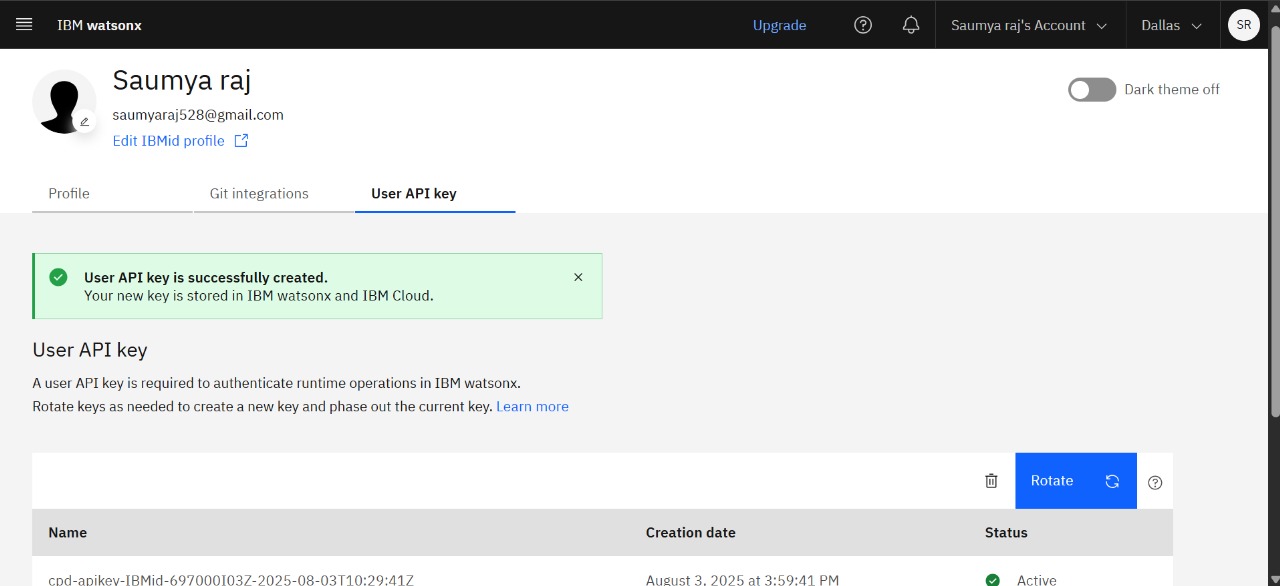 IBM watsonx
Upgrade
Saumya raj's Account
Dallas
SR
Saumya raj
saumyaraj528@gmail.com
Edit IBMid profile
Dark theme off
Profile
Git integrations
User API key
User API key is successfully created.
Your new key is stored in IBM watsonx and IBM Cloud.
User API key
A user API key is required to authenticate runtime operations in IBM watsonx.
Rotate keys as needed to create a new key and phase out the current key. Learn more
Rotate
Name
Creation date
Status
cpd-apikey-IBMid-697000I03Z-2025-08-03T10:29:41Z
August 3, 2025 at 3:59:41 PM
Active